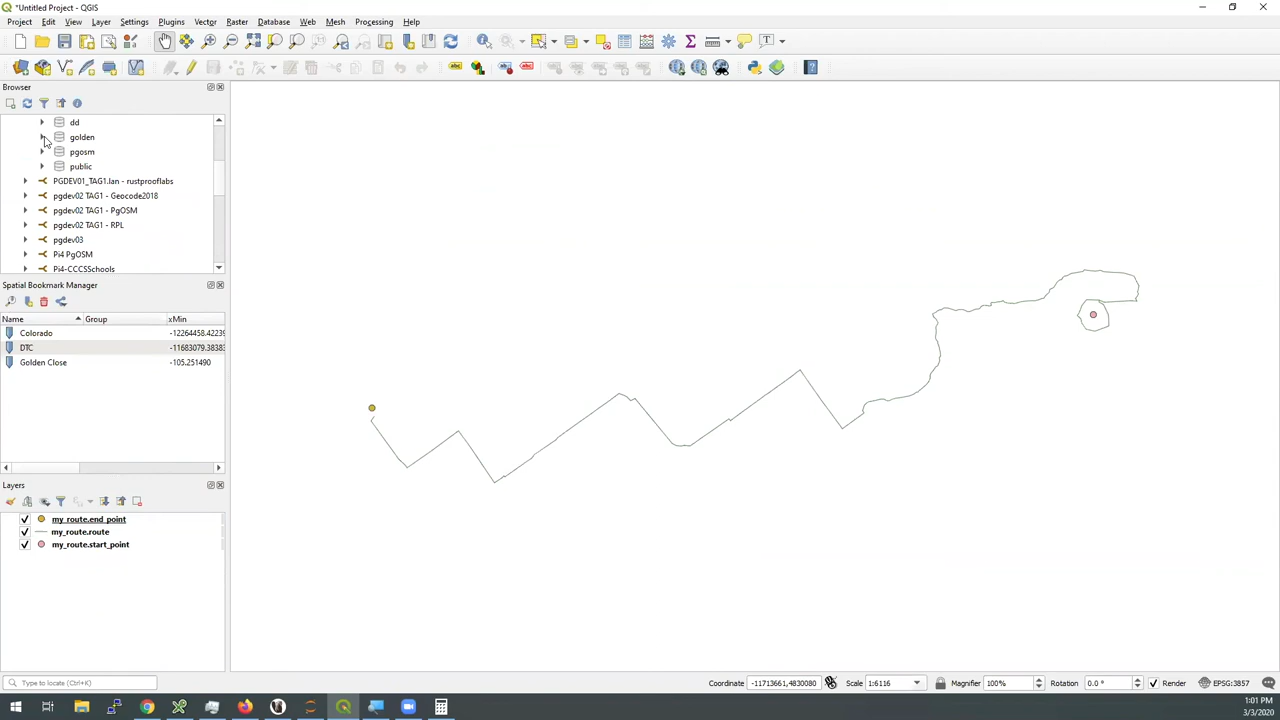 *Untitled Project - QGIS
Project Edit View Layer Settings Plugins Vector Raster Database Web Mesh Processing Help
Browser
dd
golden
pgosm
public
PGDEV01_TAG1.lan - rustprooflabs
pgdev02 TAG1 - Geocode2018
pgdev02 TAG1 - PgOSM
pgdev02 TAG1 - RPL
pgdev03
Pi4 PgOSM
Pi4-CCCSSchools
Spatial Bookmark Manager
Name Group xMin
Colorado -12264458.42239
DTC -11683079.38383
Golden Close -105.251490
Layers
my_route.end_point
my_route.route
my_route.start_point
Type to locate (Ctrl+K)
Coordinate -11713661,4830080 Scale 1:6116 Magnifier 100% Rotation 0.0 ° Render EPSG:3857
1:01 PM
3/3/2020